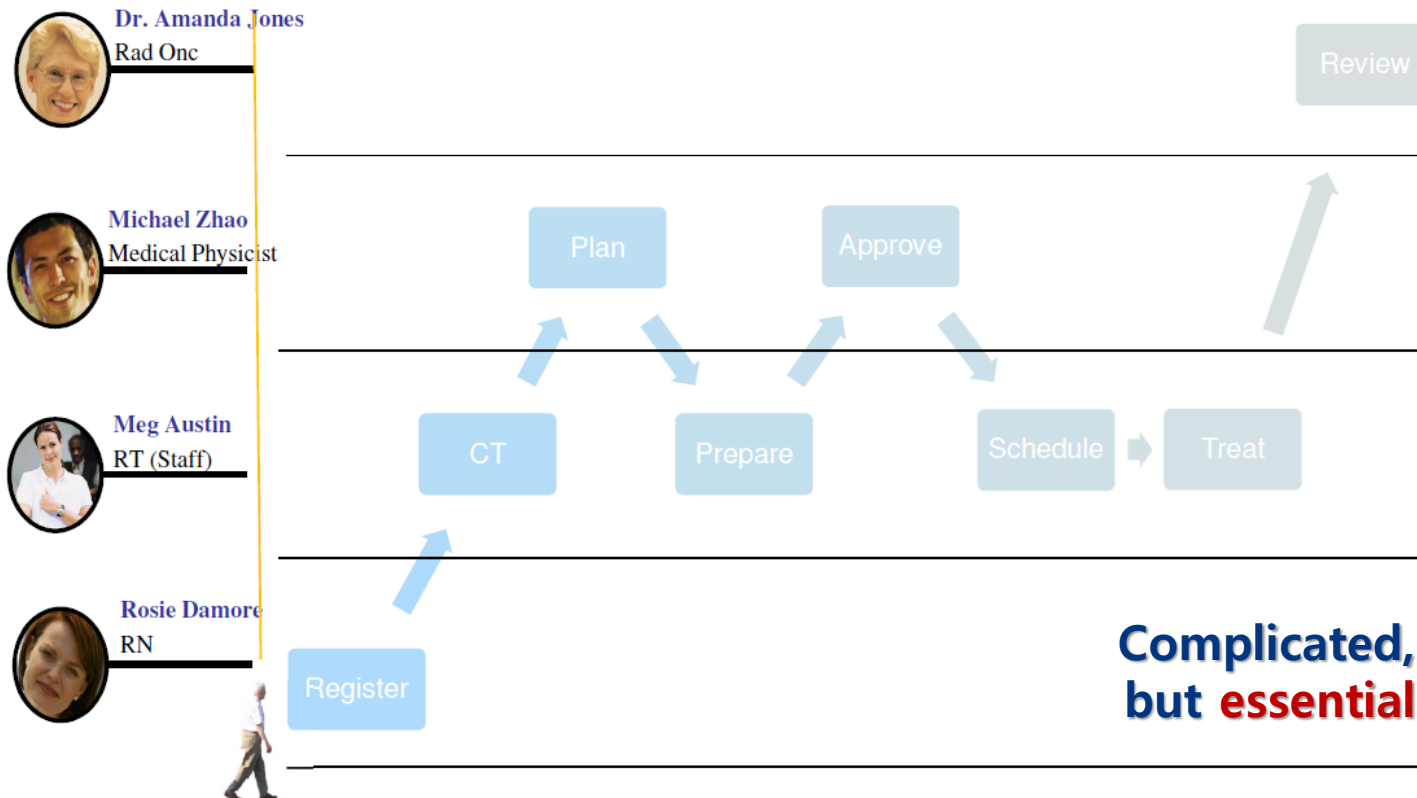 Dr. Amanda Jones
Rad Onc
Review
Michael Zhao
Medical Physicist
Plan
Approve
Meg Austin
RT (Staff)
CT
Prepare
Schedule
Treat
Rosie Damore
RN
Register
Complicated,
but essential